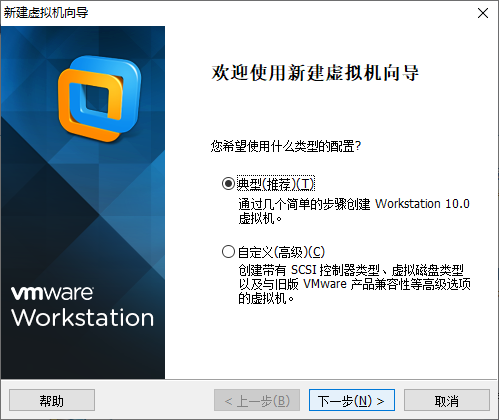 新建虚拟机向导
欢迎使用新建虚拟机向导
您希望使用什么类型的配置?
典型(推荐)(T)
通过几个简单的步骤创建 Workstation 10.0
虚拟机。
自定义(高级)(C)
创建带有 SCSI 控制器类型、虚拟磁盘类型
以及与旧版 VMware 产品兼容性等高级选项
的虚拟机。
vmware
Workstation
帮助
< 上一步(B)
下一步(N) >
取消